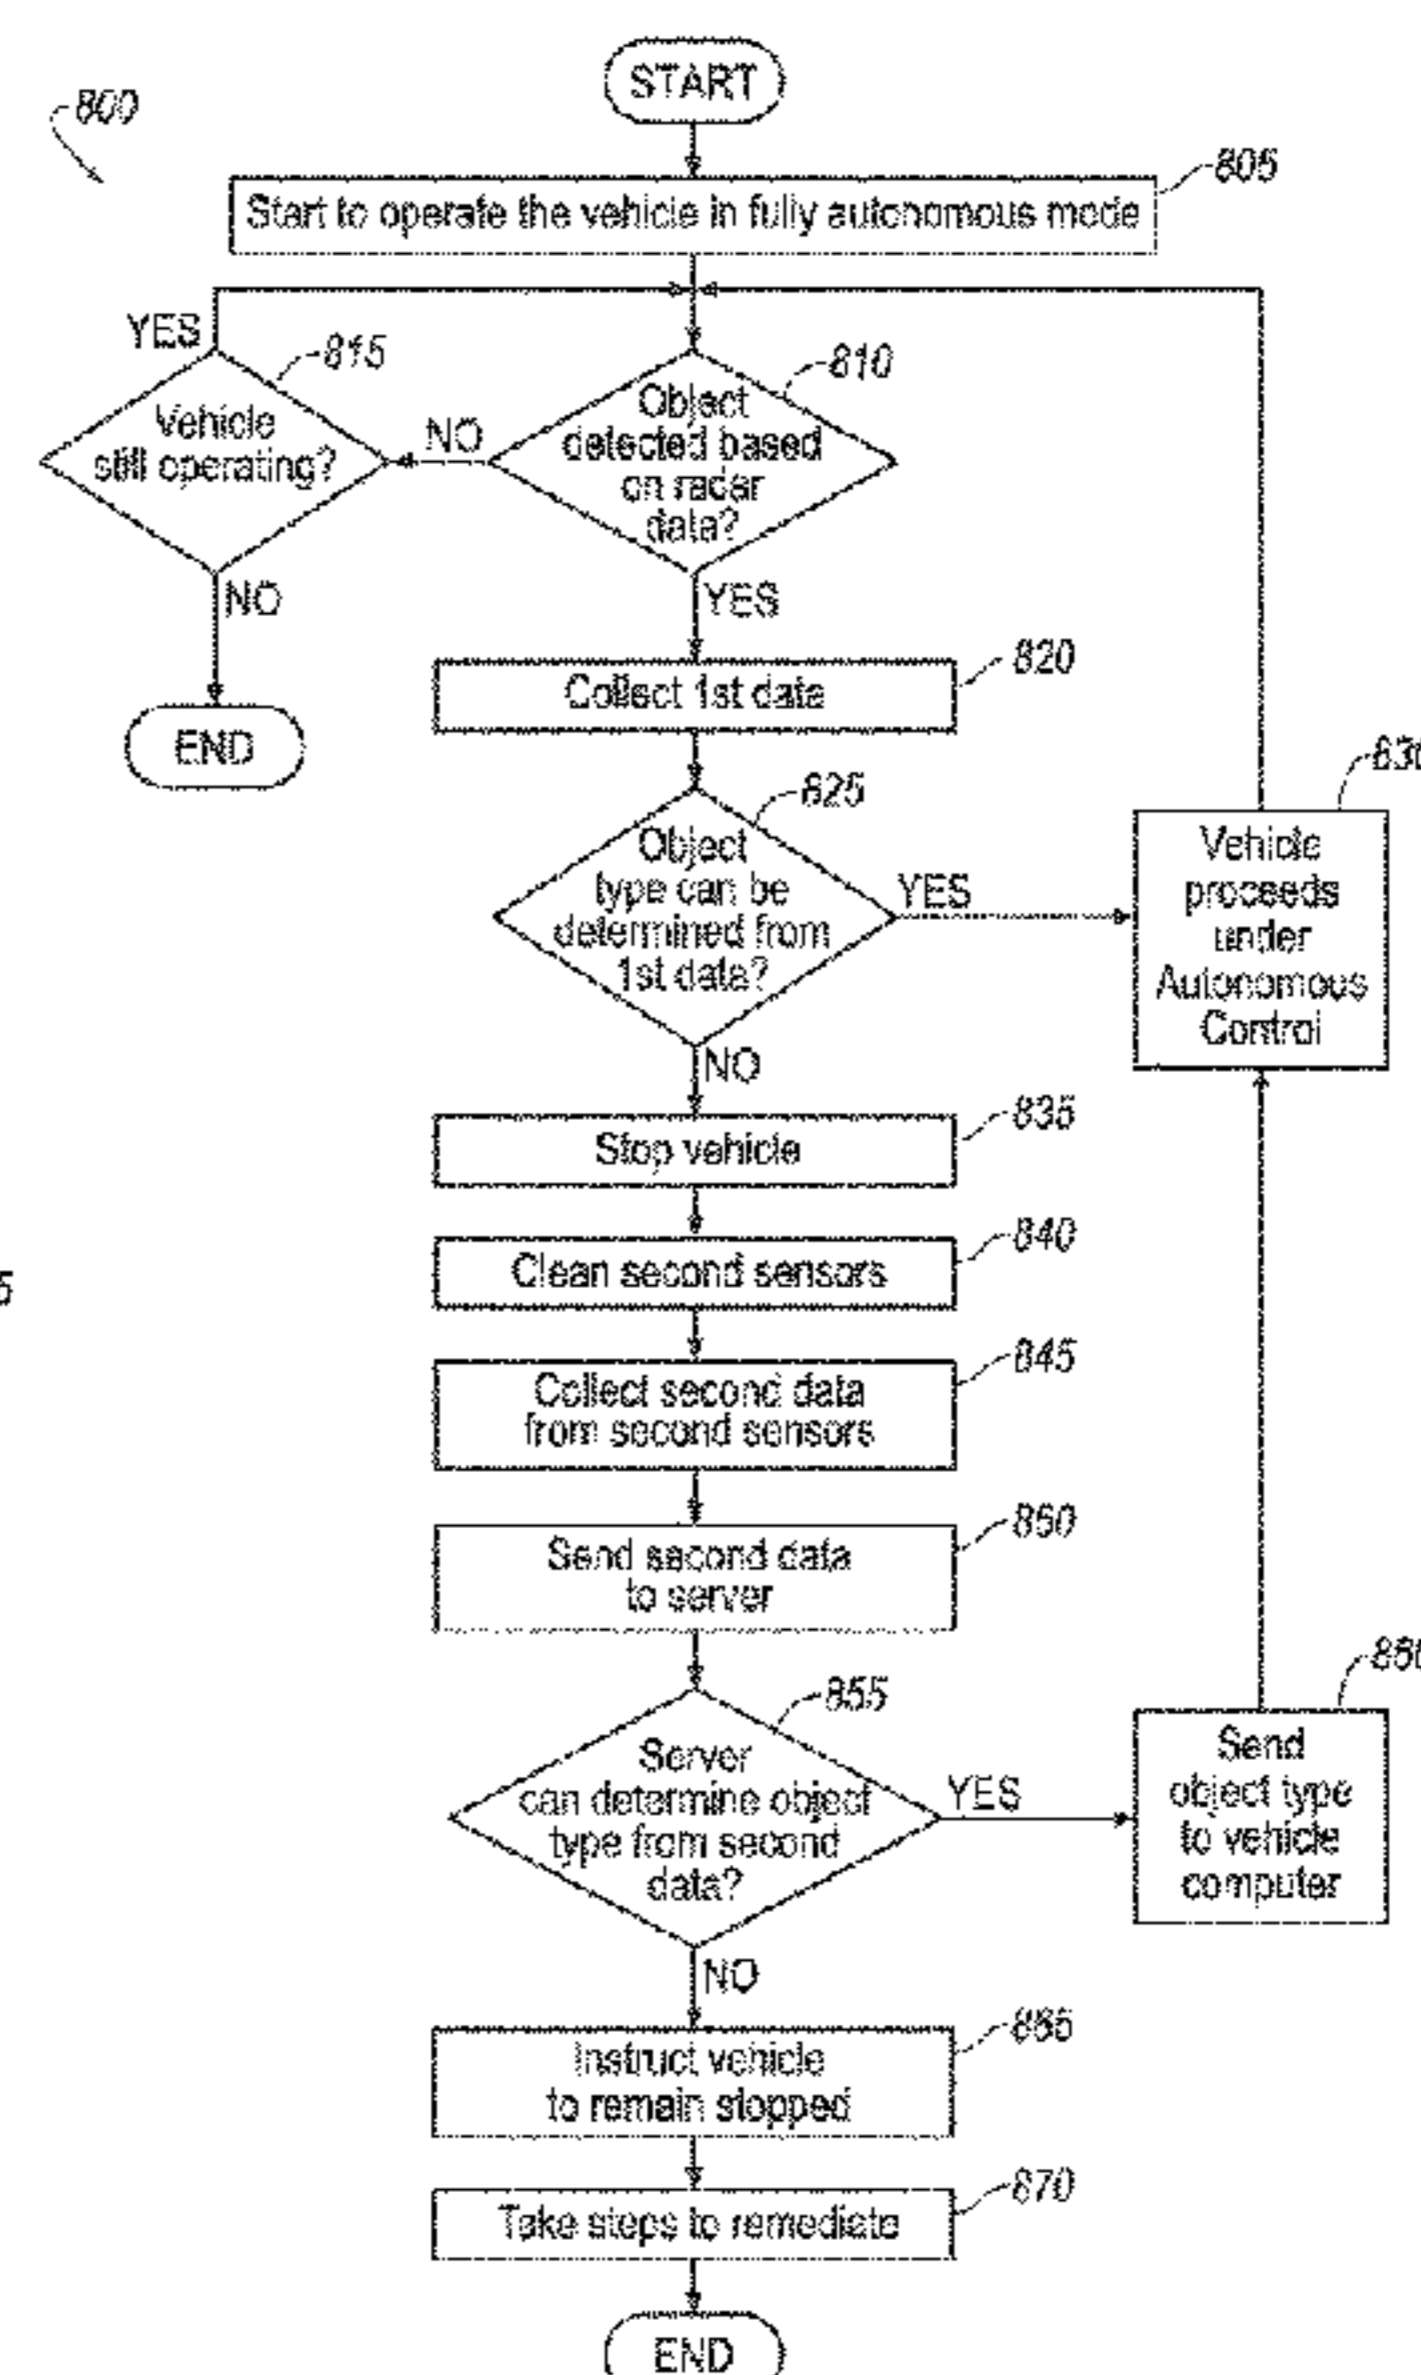 START
800
805
Start to operate the vehicle in fully autonomous mode
YES
815
810
Vehicle
still operating?
NO
Object
detected based
on radar
data?
NO
YES
820
Collect 1st data
END
825
830
Object
type can be
determined from
1st data?
YES
Vehicle
proceeds
under
Autonomous
Control
NO
835
Stop vehicle
840
Clean second sensors
5
845
Collect second data
from second sensors
850
Send second data
to server
855
860
Server
can determine object
type from second
data?
YES
Send
object type
to vehicle
computer
NO
865
Instruct vehicle
to remain stopped
870
Take steps to remediate
END